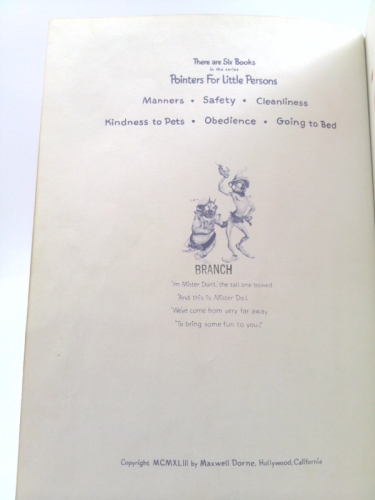 There are Six Books
in the series
Pointers For Little Persons
Manners • Safety • Cleanliness
Kindness to Pets • Obedience • Going to Bed
BRANCH
"I'm Mister Don't, the tall one bowed
"And this is Mister Do.
"We've come from very far away
"To bring some fun to you."
Copyright MCMXLIII by Maxwell Dorne, Hollywood, California